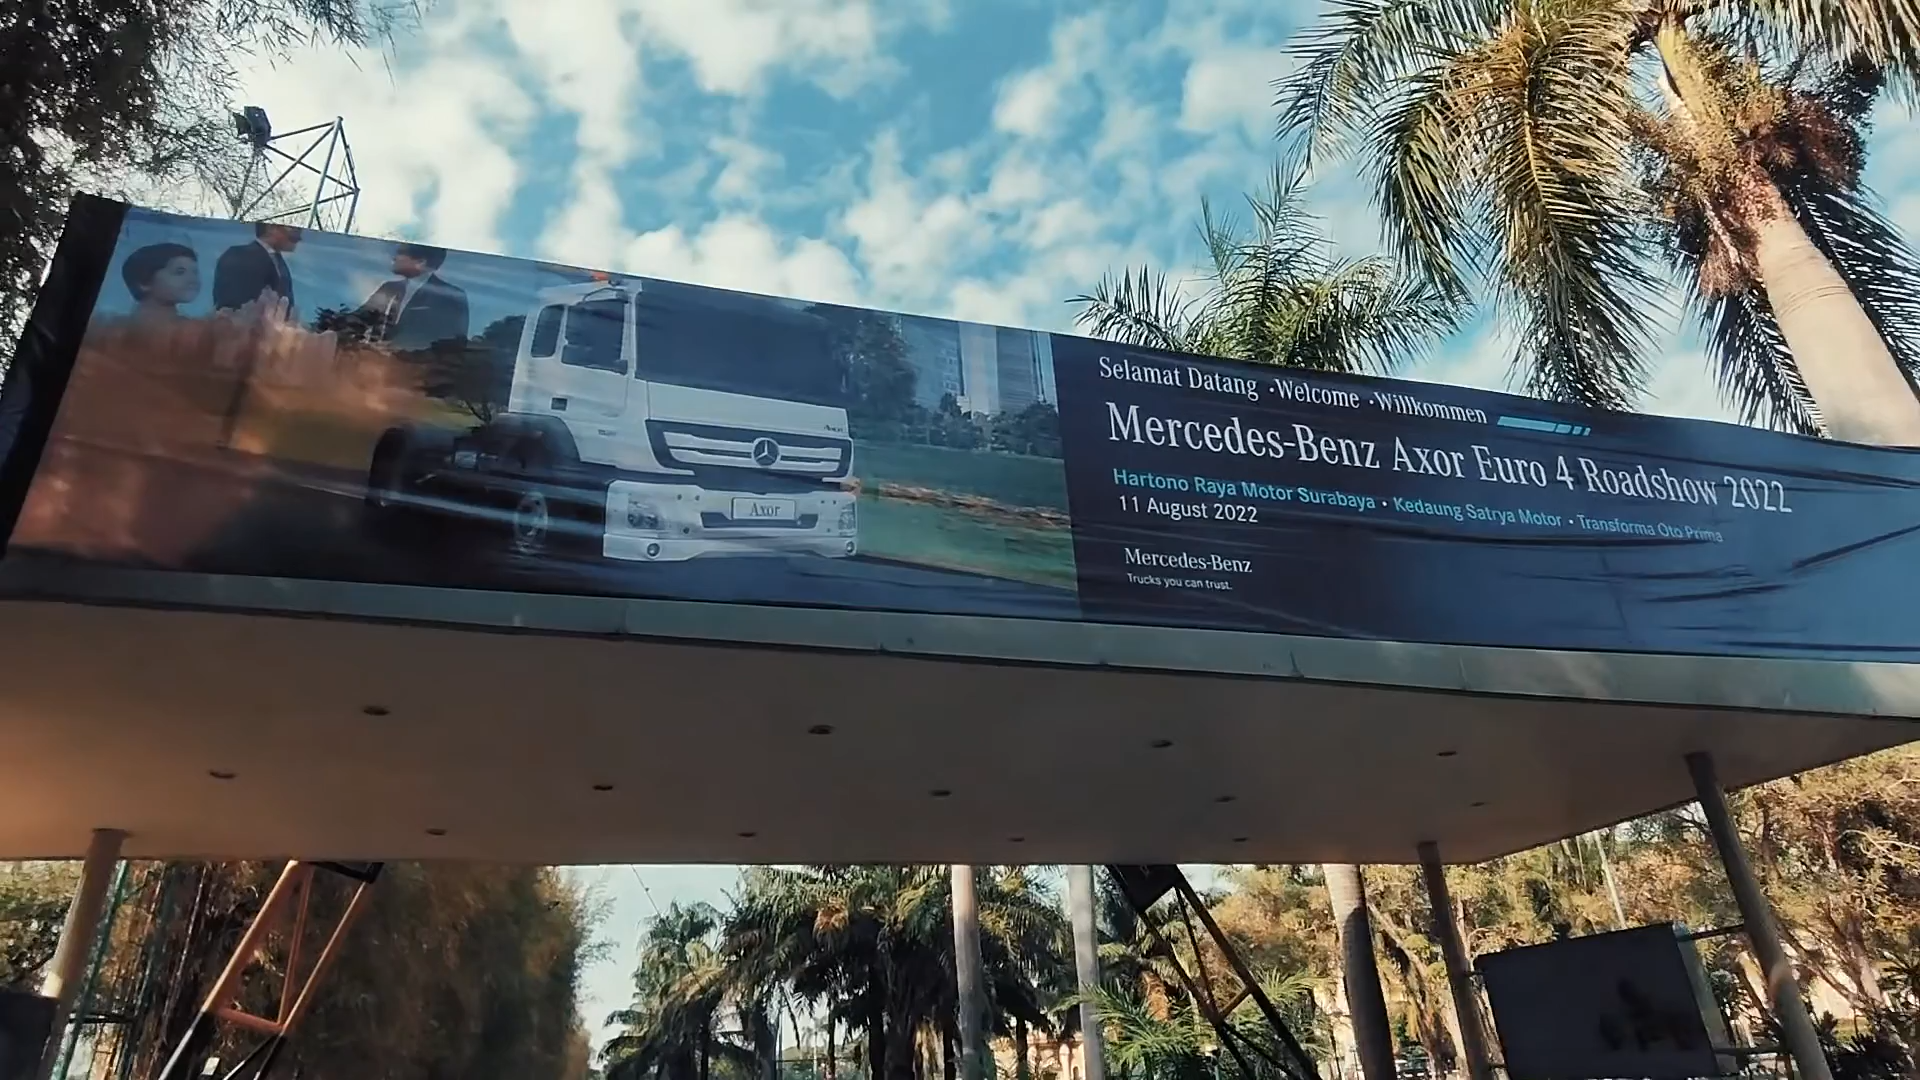 Selamat Datang •Welcome •Willkommen
Mercedes-Benz Axor Euro 4 Roadshow 2022
Hartono Raya Motor Surabaya • Kedaung Satrya Motor • Transforma Oto Prima
11 August 2022
Mercedes-Benz
Trucks you can trust.
Axor